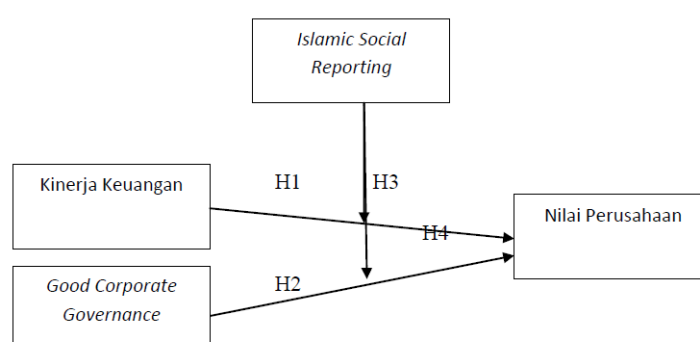 Islamic Social
Reporting
Kinerja Keuangan
H1
H3
Nilai Perusahaan
H4
Good Corporate
Governance
H2